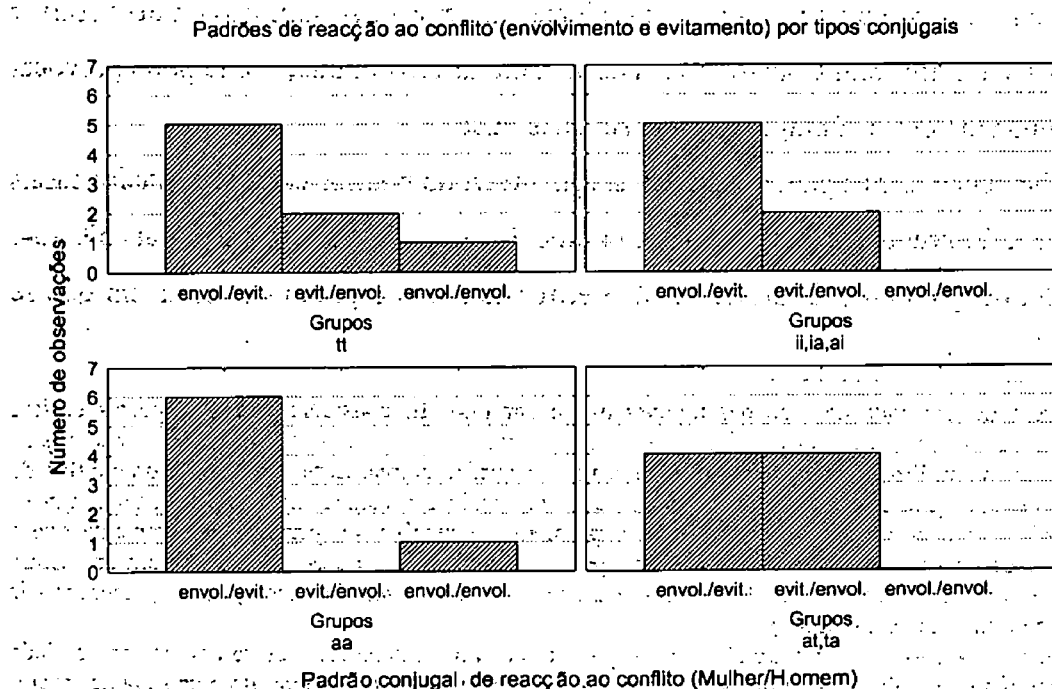 Padrões de reacção ao conflito (envolvimento e evitamento) por tipos conjugais
Número de observações
7
6
5
4
3
2
1
0
envol./evit. evit./envol. envol./envol.
Grupos
tt
envol./evit. evit./envol. envol./envol.
Grupos
ii,ia,ai
7
6
5
4
3
2
1
0
envol./evit. evit./envol. envol./envol.
Grupos
aa
envol./evit. evit./envol. envol./envol.
Grupos
at,ta
Padrão conjugal de reacção ao conflito (Mulher/Homem)